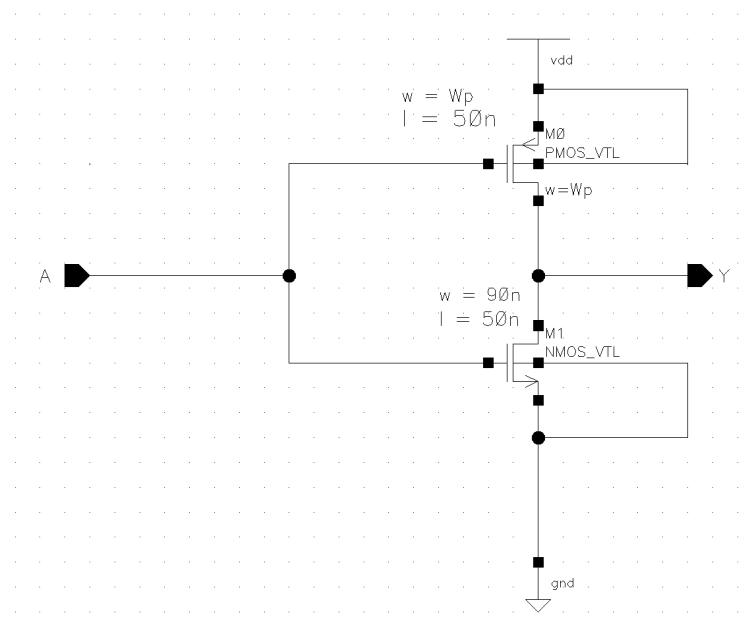 vdd
w = Wp
l = 50n
M0
PMOS_VTL
w=Wp
A
Y
w = 90n
l = 50n
M1
NMOS_VTL
gnd